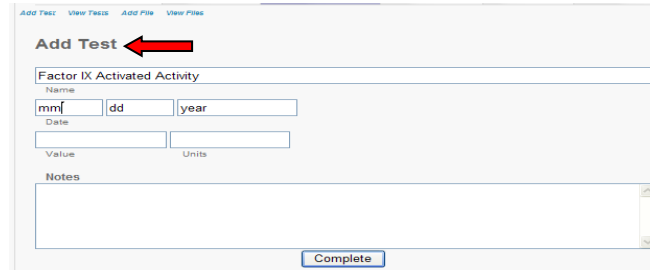 Add Test View Tests Add File View Files
Add Test
Factor IX Activated Activity
Name
mm dd year
Date
Value Units
Notes
Complete